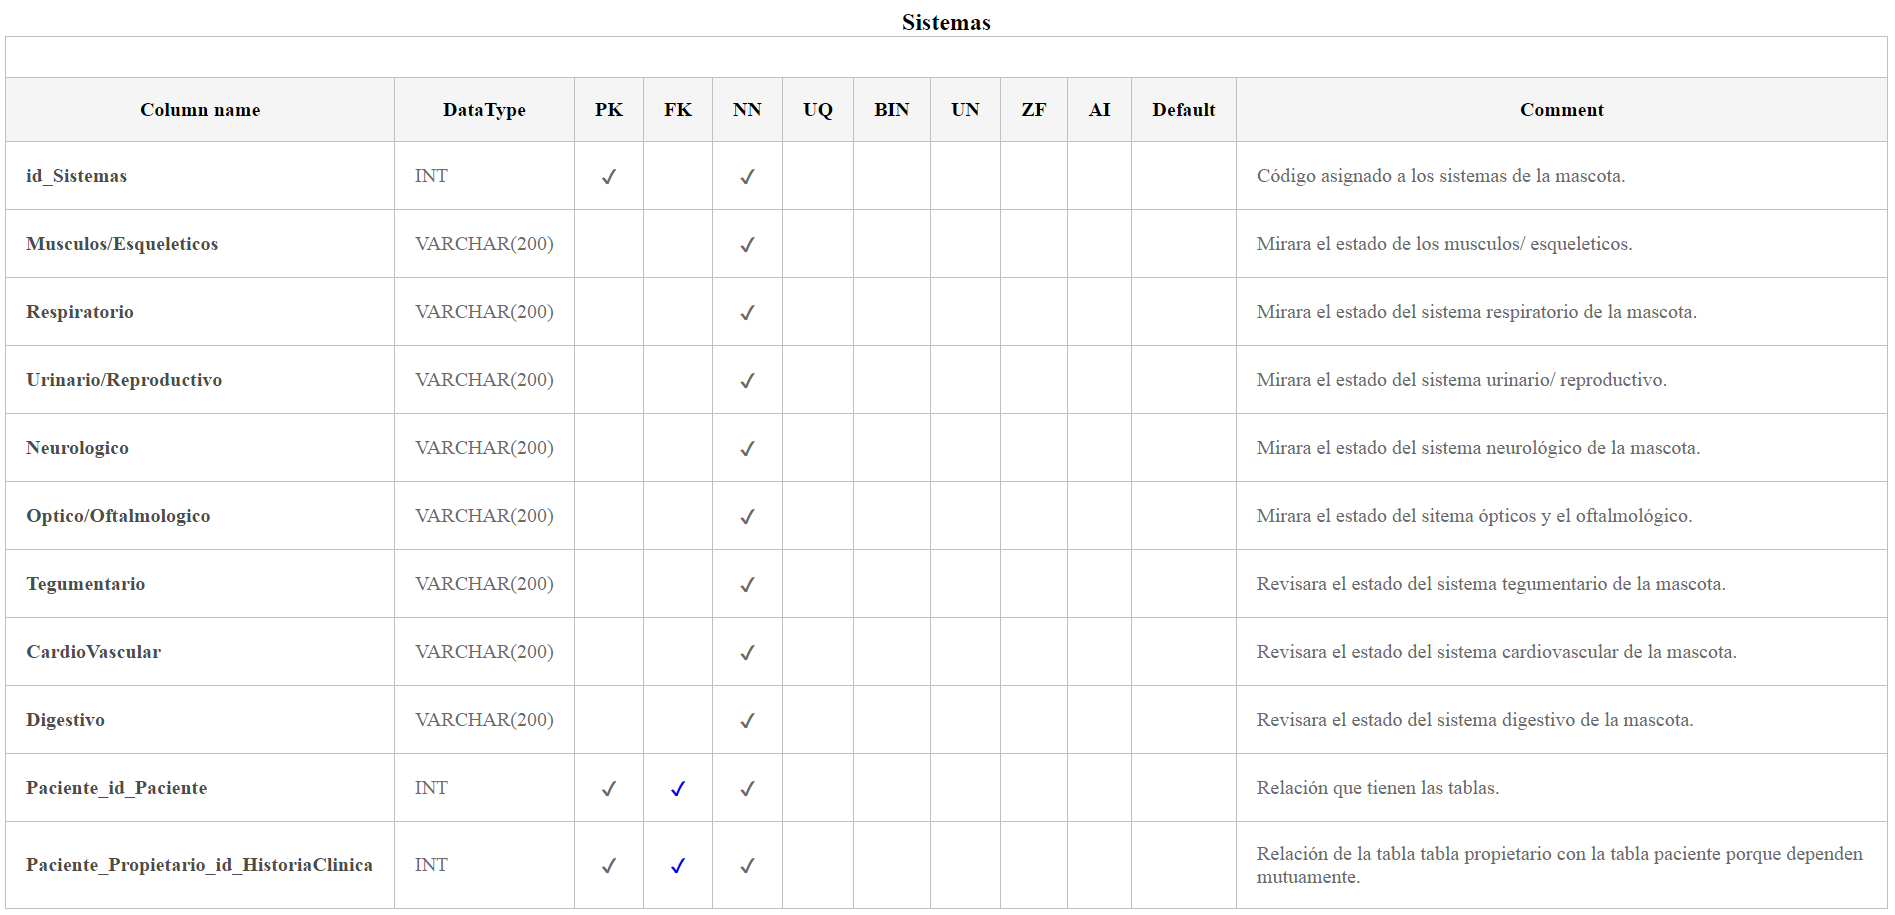 Sistemas
Column name DataType PK FK NN UQ BIN UN ZF AI Default Comment
id_Sistemas INT ✓ ✓ Código asignado a los sistemas de la mascota.
Musculos/Esqueleticos VARCHAR(200) ✓ Mirara el estado de los musculos/ esqueleticos.
Respiratorio VARCHAR(200) ✓ Mirara el estado del sistema respiratorio de la mascota.
Urinario/Reproductivo VARCHAR(200) ✓ Mirara el estado del sistema urinario/ reproductivo.
Neurologico VARCHAR(200) ✓ Mirara el estado del sistema neurológico de la mascota.
Optico/Oftalmologico VARCHAR(200) ✓ Mirara el estado del sitema ópticos y el oftalmológico.
Tegumentario VARCHAR(200) ✓ Revisara el estado del sistema tegumentario de la mascota.
CardioVascular VARCHAR(200) ✓ Revisara el estado del sistema cardiovascular de la mascota.
Digestivo VARCHAR(200) ✓ Revisara el estado del sistema digestivo de la mascota.
Paciente_id_Paciente INT ✓ ✓ ✓ Relación que tienen las tablas.
Paciente_Propietario_id_HistoriaClinica INT ✓ ✓ ✓ Relación de la tabla tabla propietario con la tabla paciente porque dependen
mutuamente.